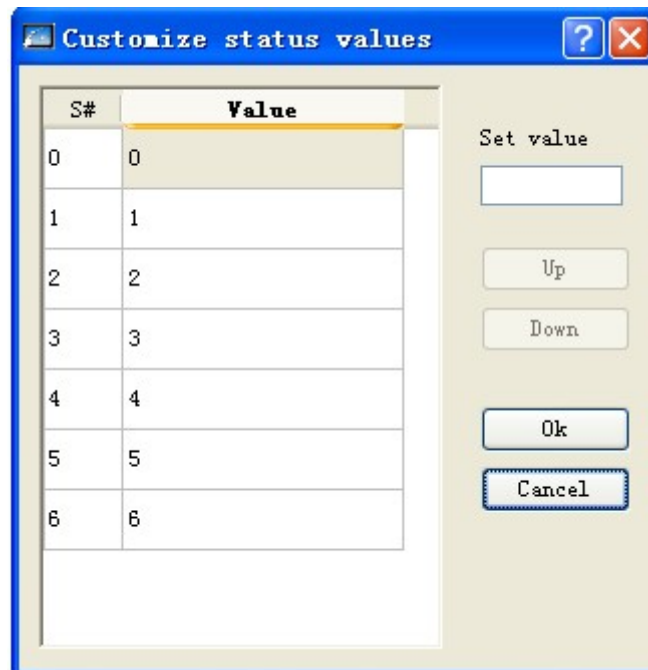 Customize status values
S# Value
0 0
1 1
2 2
3 3
4 4
5 5
6 6
Set value
Up
Down
Ok
Cancel